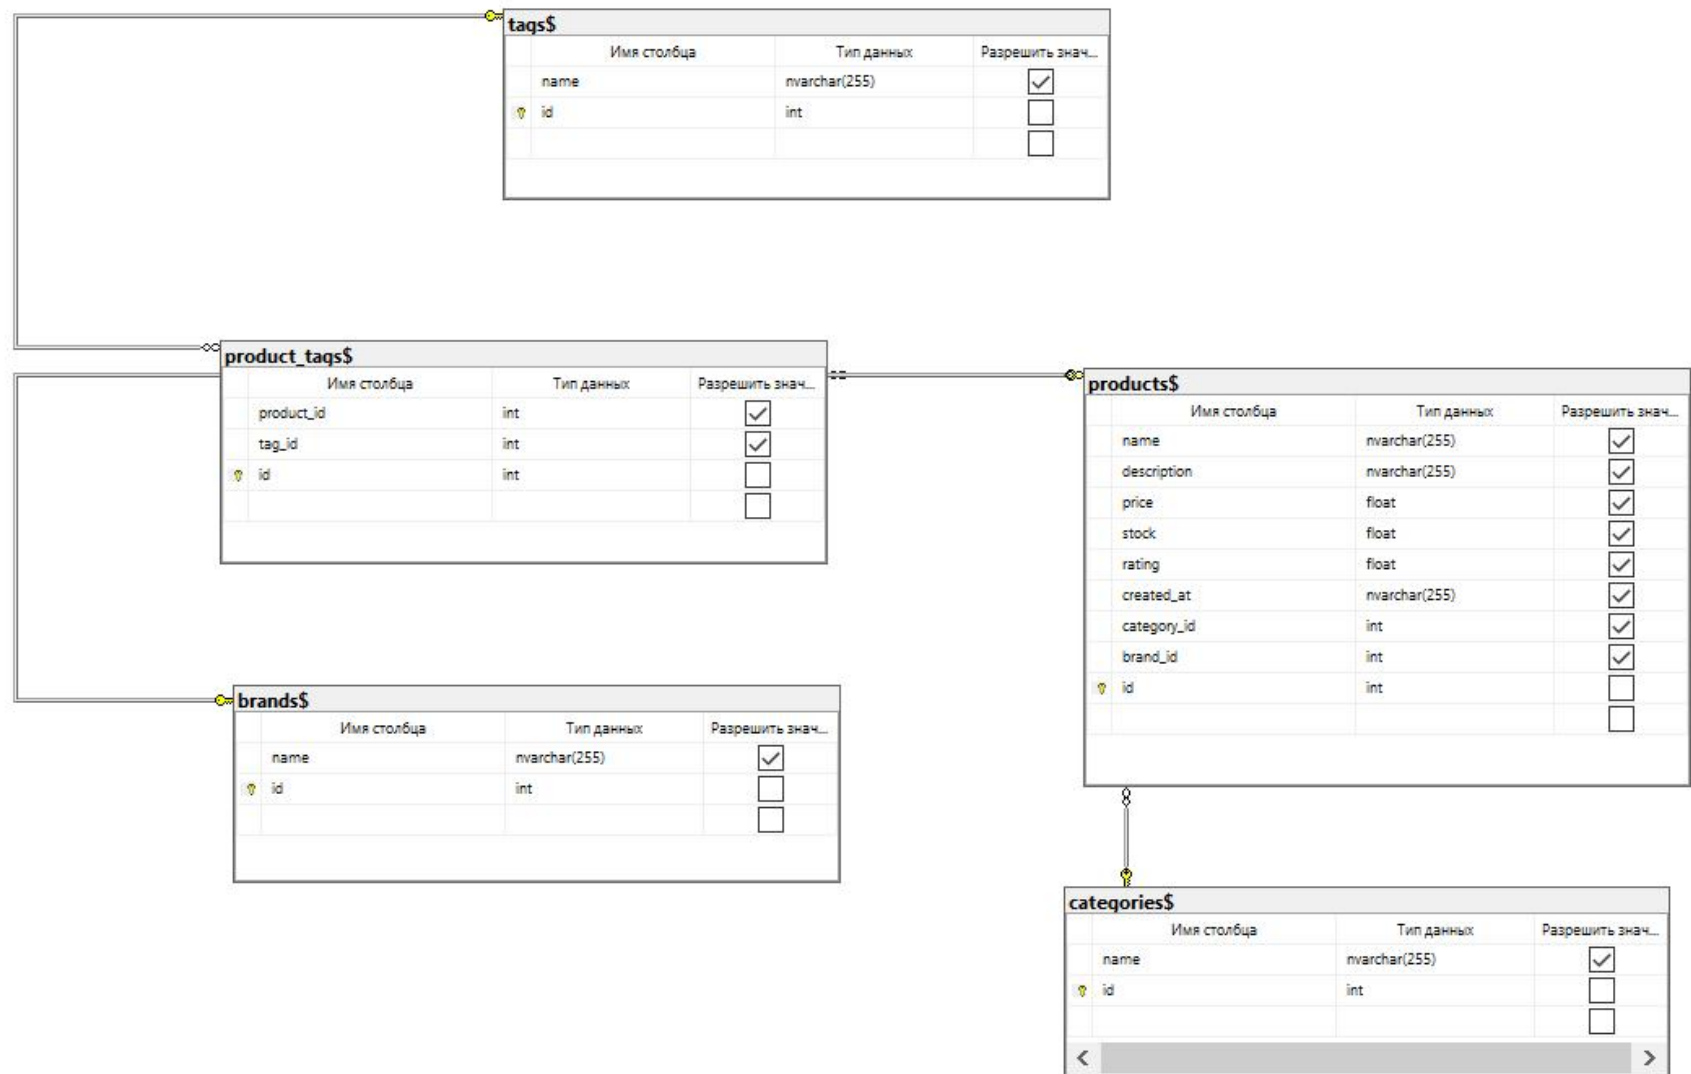 tags$
Имя столбца Тип данных Разрешить знач...
name nvarchar(255)
id int
product_tags$
Имя столбца Тип данных Разрешить знач...
product_id int
tag_id int
id int
products$
Имя столбца Тип данных Разрешить знач...
name nvarchar(255)
description nvarchar(255)
price float
stock float
rating float
created_at nvarchar(255)
category_id int
brand_id int
id int
brands$
Имя столбца Тип данных Разрешить знач...
name nvarchar(255)
id int
categories$
Имя столбца Тип данных Разрешить знач...
name nvarchar(255)
id int